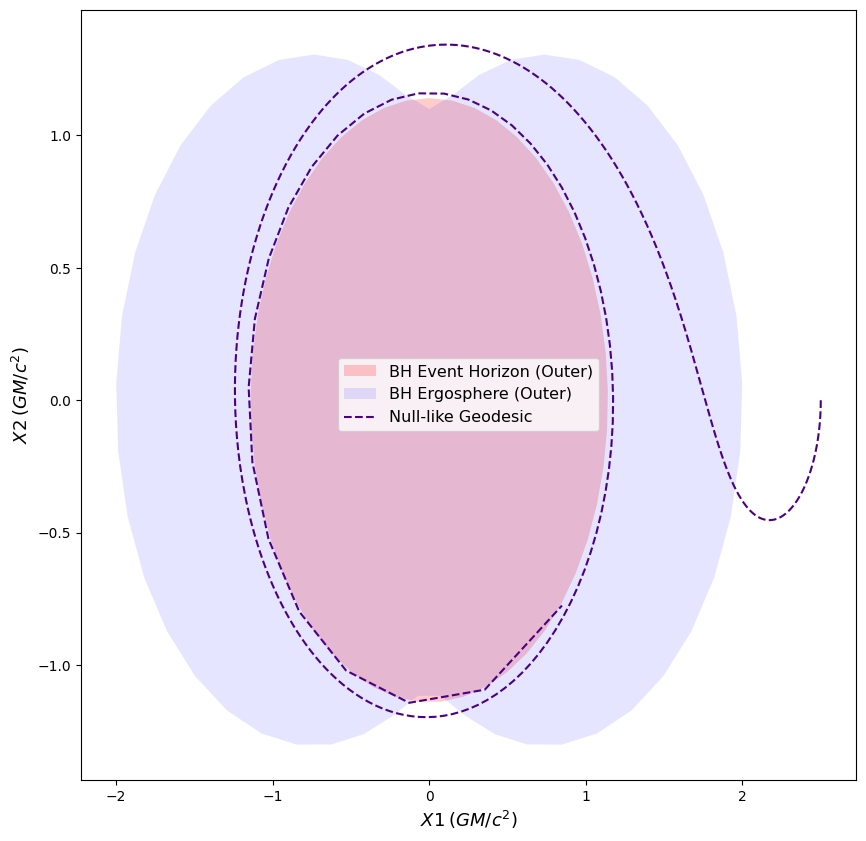 1.0
0.5
0.0
−0.5
−1.0
X2 (GM/c²)
BH Event Horizon (Outer)
BH Ergosphere (Outer)
Null-like Geodesic
−2
−1
0
1
2
X1 (GM/c²)